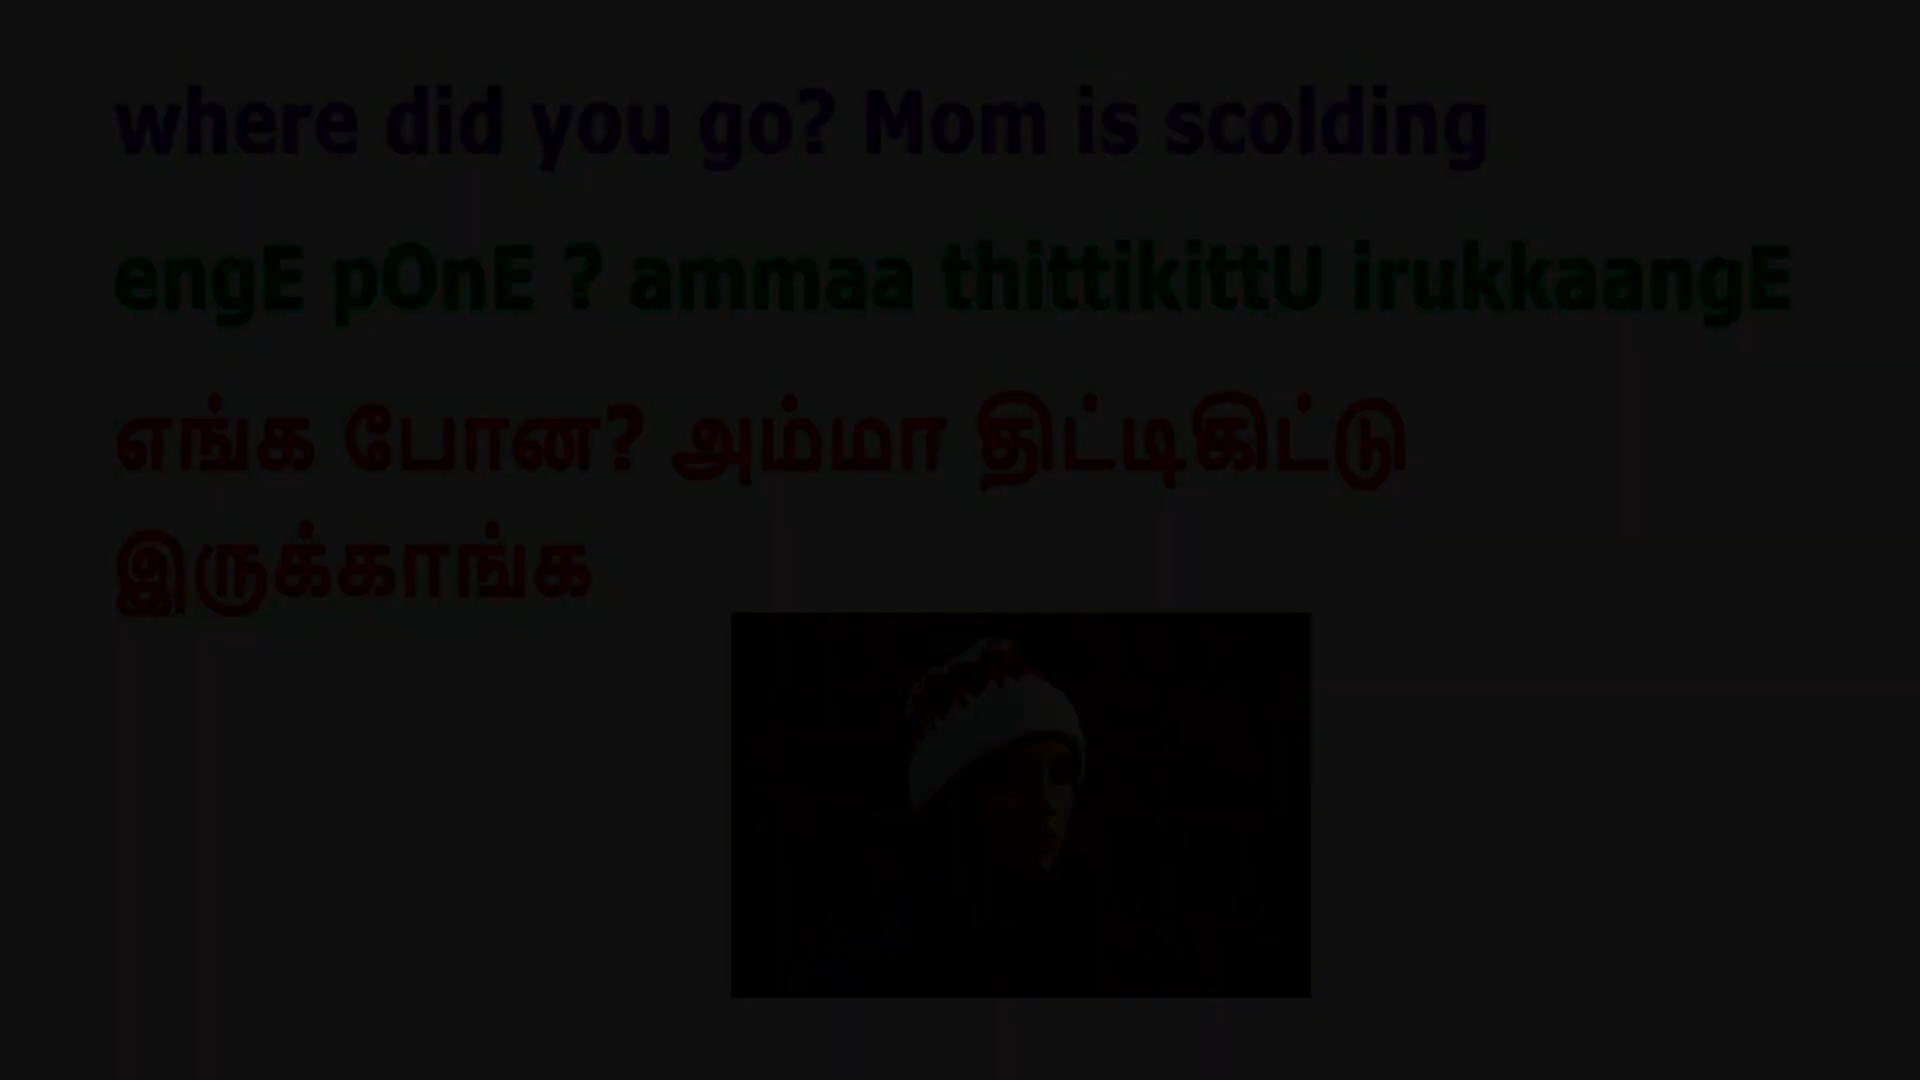 where did you go? Mom is scolding
engE pOnE ? ammaa thittikittU irukkaangE
எங்க போன? அம்மா திட்டிகிட்டு
இருக்காங்க